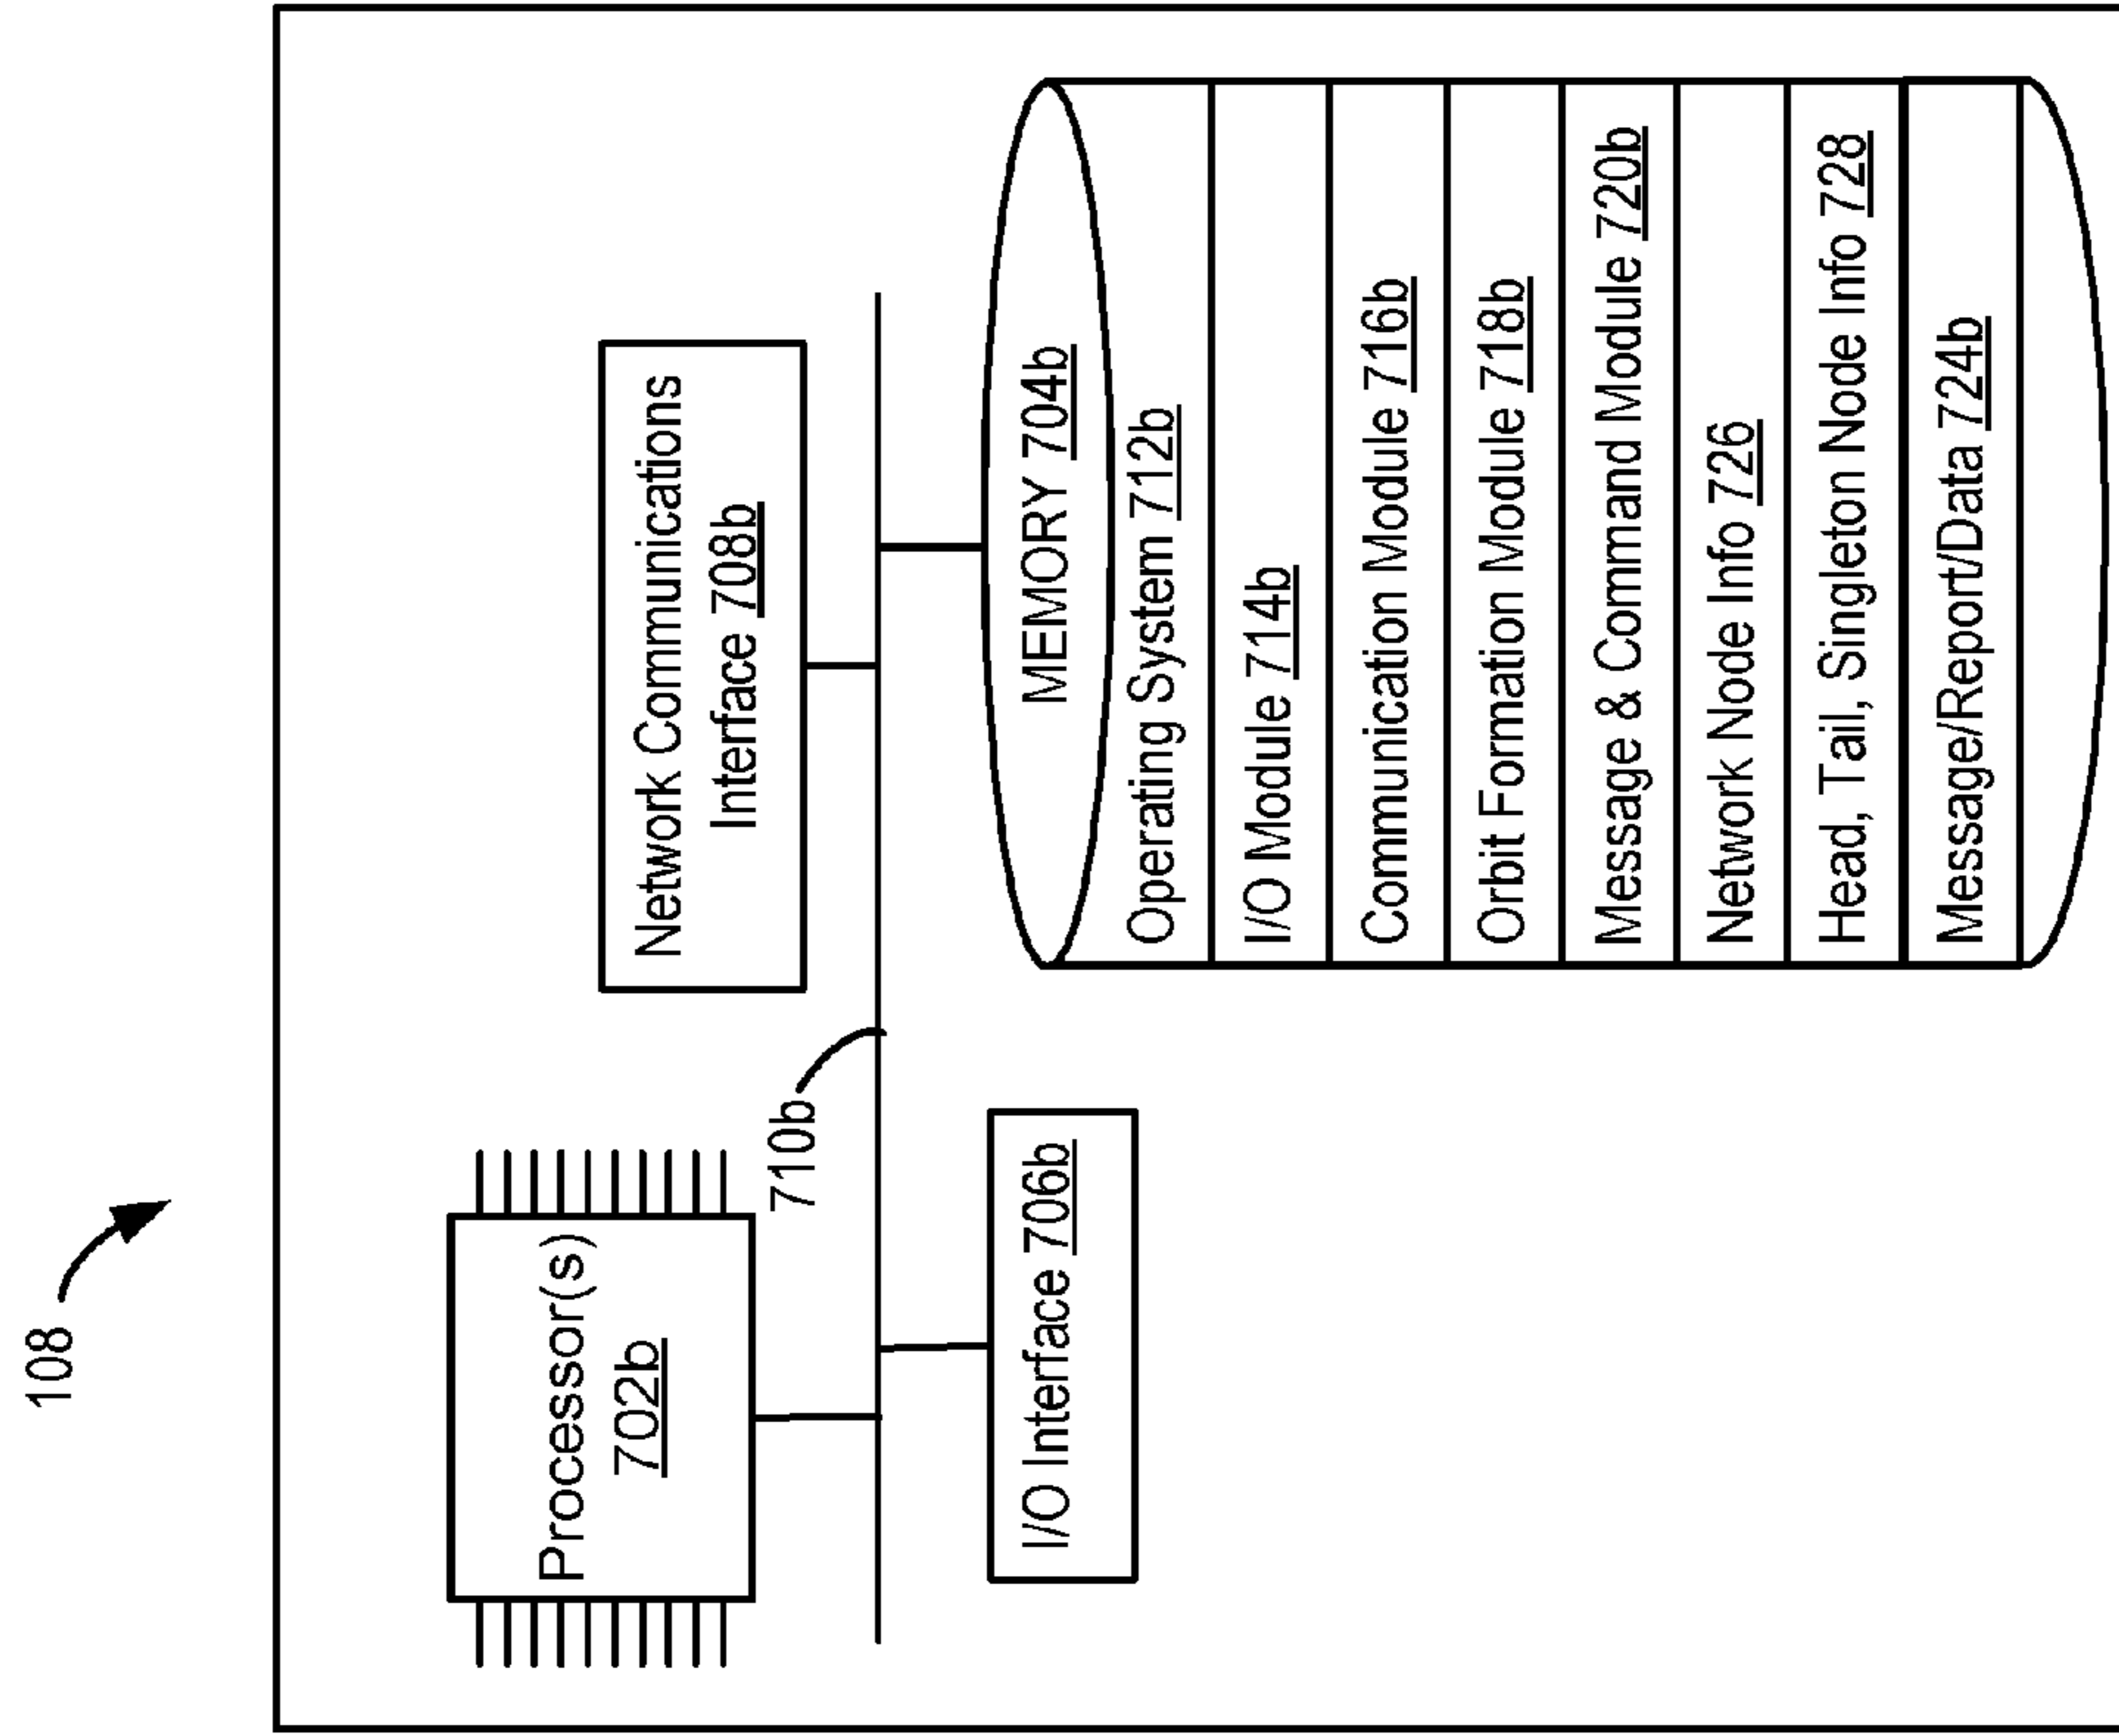 108
Processor(s)
702b
Network Communications
Interface 708b
710b
I/O Interface 706b
MEMORY 704b
Operating System 712b
I/O Module 714b
Communication Module 716b
Orbit Formation Module 718b
Message & Command Module 720b
Network Node Info 726
Head, Tail, Singleton Node Info 728
Message/Report/Data 724b